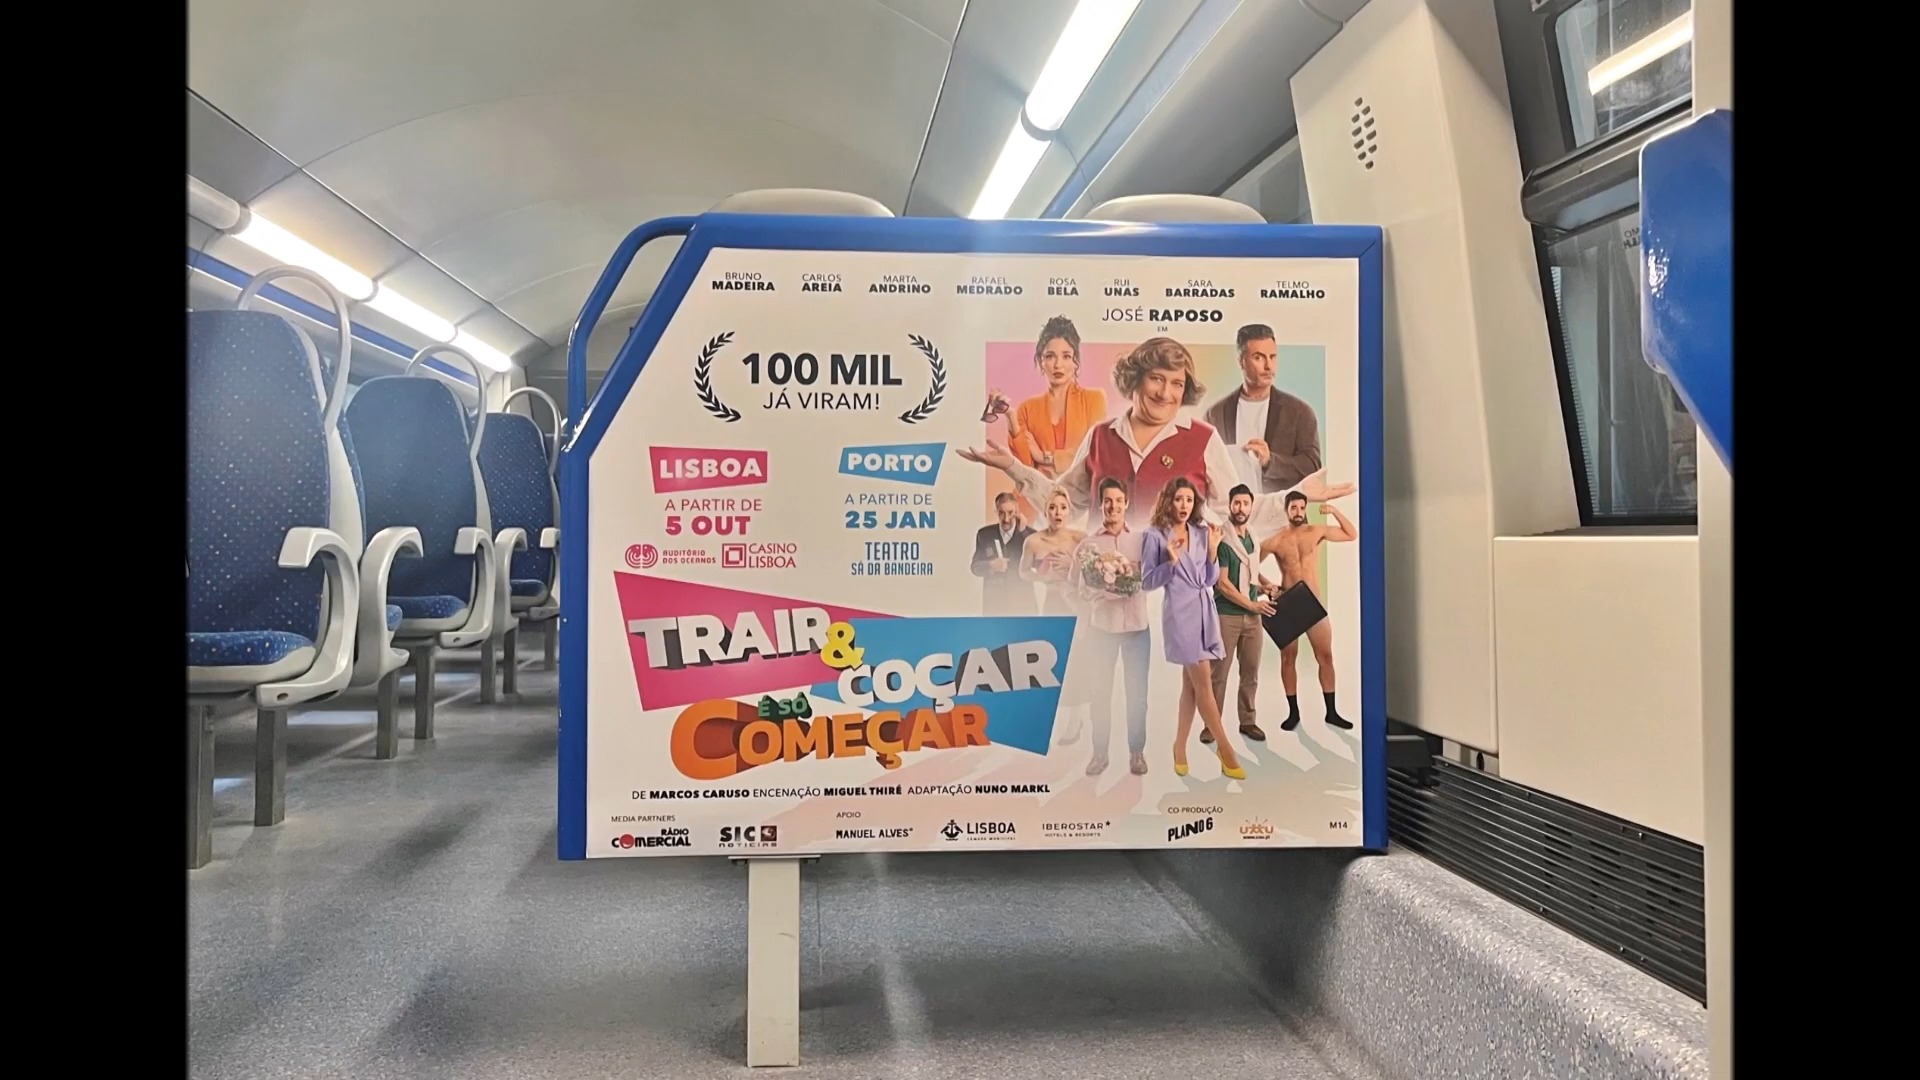 BRUNO MADEIRA
CARLOS AREIA
MARTA ANDRINO
RAFAEL MEDRADO
ROSA BELA
RUI UNAS
SARA BARRADAS
TELMO RAMALHO
JOSÉ RAPOSO
EM
100 MIL
JÁ VIRAM!
LISBOA
A PARTIR DE
5 OUT
AUDITÓRIO
DOS OCEANOS
CASINO
LISBOA
PORTO
A PARTIR DE
25 JAN
TEATRO
SÁ DA BANDEIRA
TRAIR &
COÇAR
É SÓ
COMEÇAR
DE MARCOS CARUSO ENCENAÇÃO MIGUEL THIRÉ ADAPTAÇÃO NUNO MARKL
MEDIA PARTNERS
RÁDIO
COMERCIAL
SIC
NOTÍCIAS
APOIO
MANUEL ALVES
LISBOA
CÂMARA MUNICIPAL
IBEROSTAR*
HOTELS & RESORTS
CO-PRODUÇÃO
PLANO 6
M14